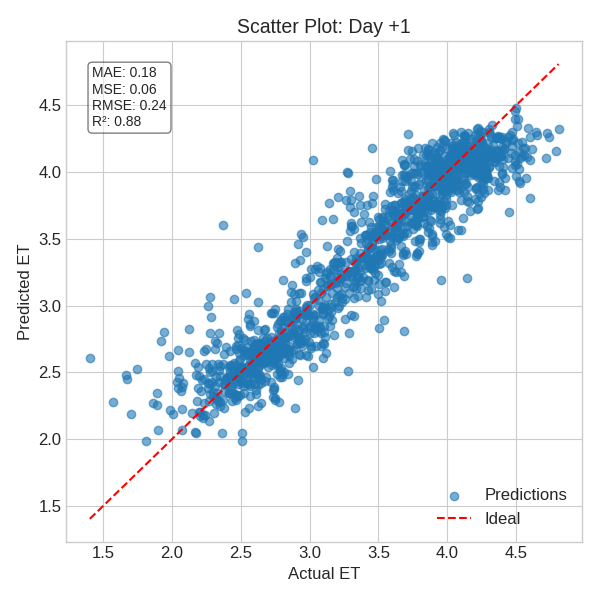 Scatter Plot: Day +1
MAE: 0.18
MSE: 0.06
RMSE: 0.24
R²: 0.88
Predicted ET
4.5
4.0
3.5
3.0
2.5
2.0
1.5
Predictions
Ideal
1.5 2.0 2.5 3.0 3.5 4.0 4.5
Actual ET